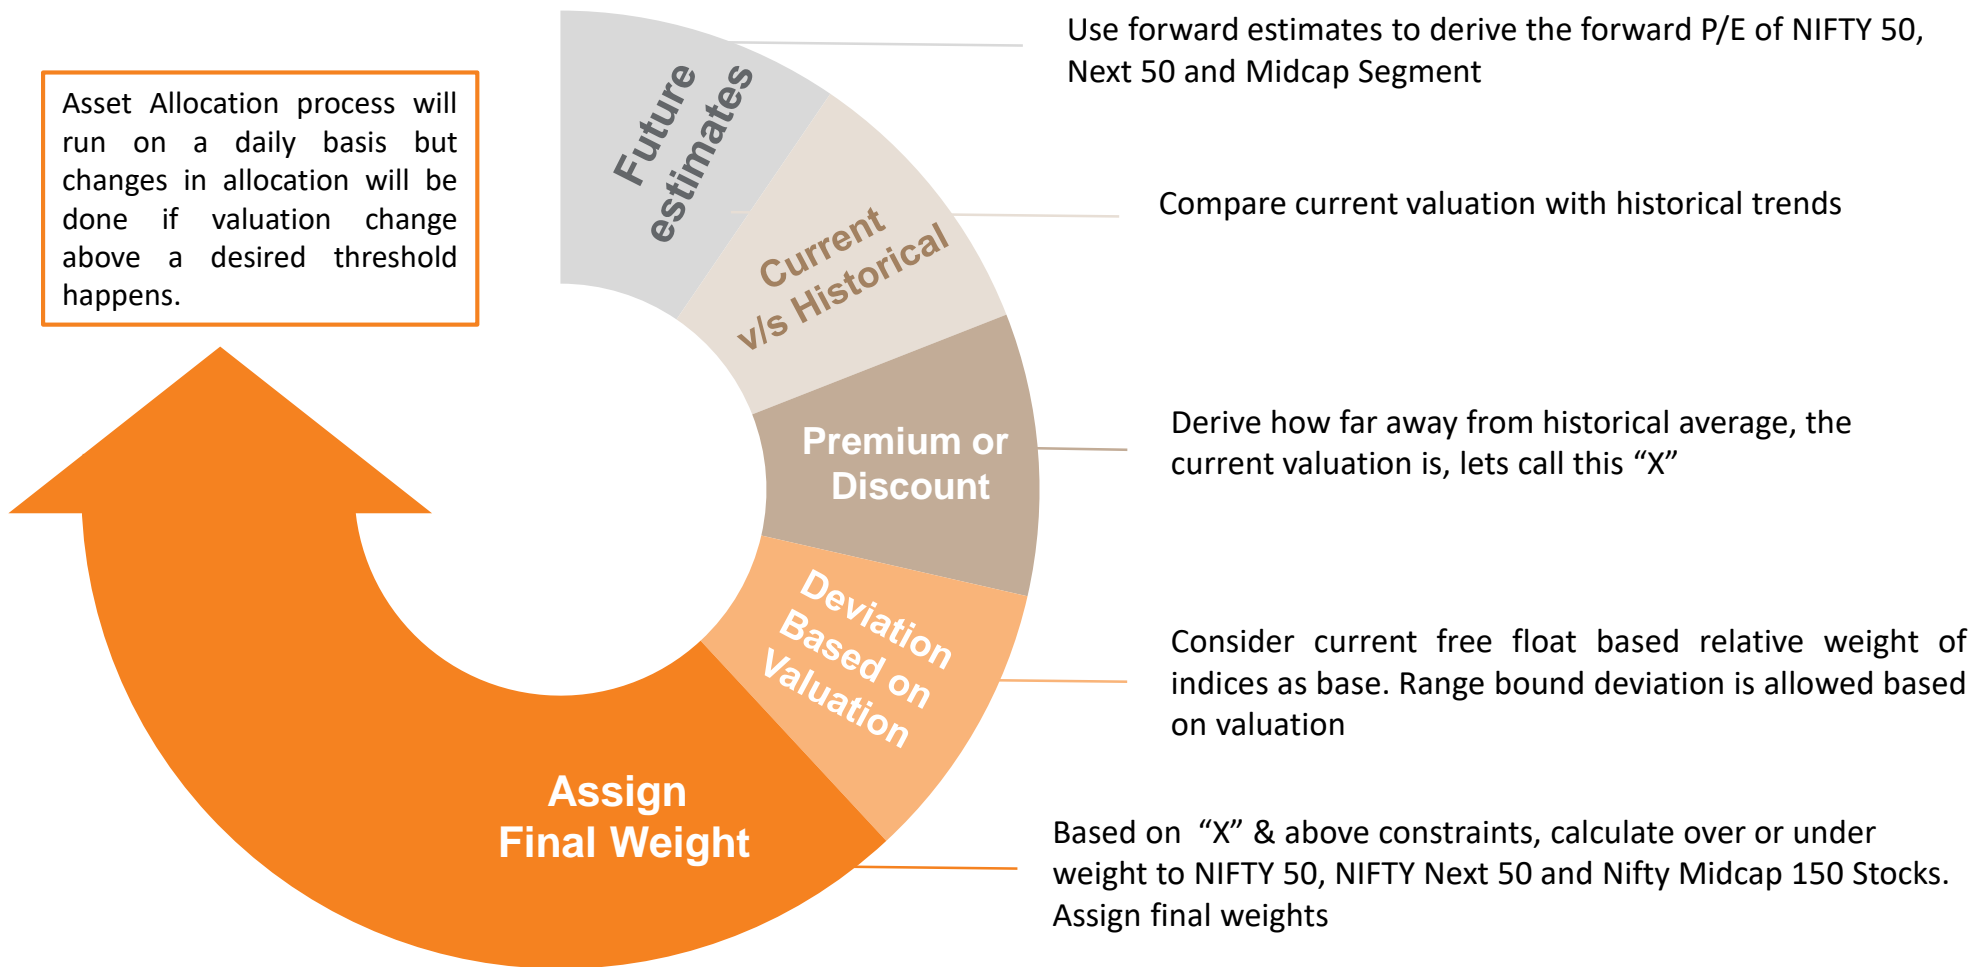 Asset Allocation process will
run on a daily basis but
changes in allocation will be
done if valuation change
above a desired threshold
happens.
Future
estimates
Use forward estimates to derive the forward P/E of NIFTY 50,
Next 50 and Midcap Segment
Current
v/s Historical
Compare current valuation with historical trends
Premium or
Discount
Derive how far away from historical average, the
current valuation is, lets call this “X”
Deviation
Based on
Valuation
Consider current free float based relative weight of
indices as base. Range bound deviation is allowed based
on valuation
Assign
Final Weight
Based on “X” & above constraints, calculate over or under
weight to NIFTY 50, NIFTY Next 50 and Nifty Midcap 150 Stocks.
Assign final weights